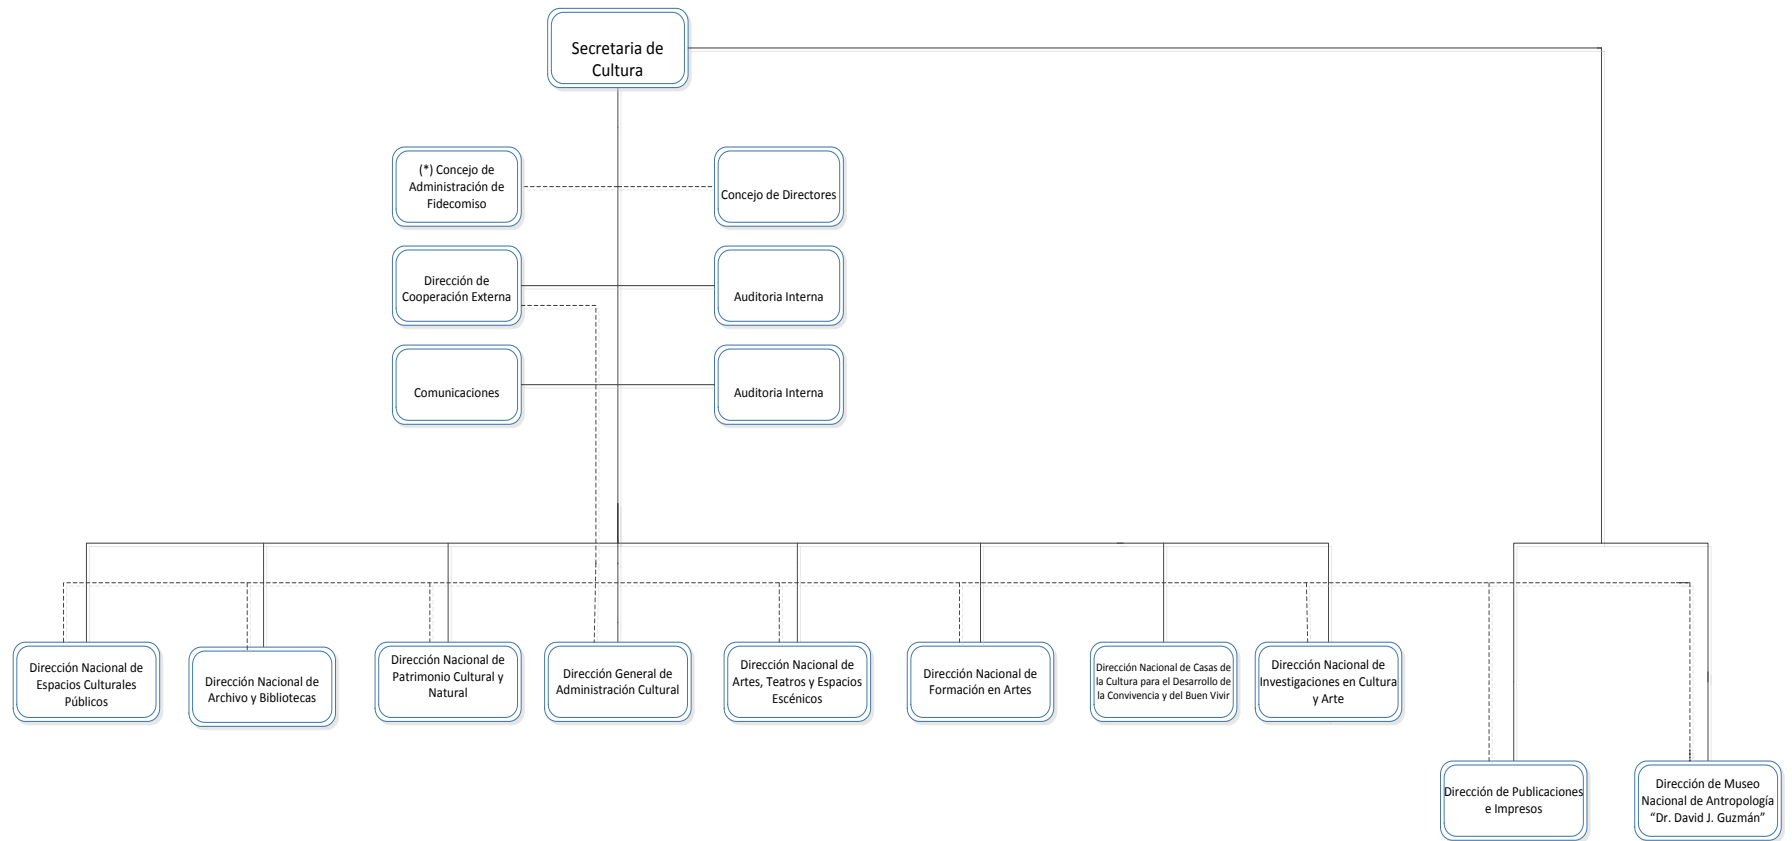 Secretaria de
Cultura
(*) Concejo de
Administración de
Fidecomiso
Concejo de Directores
Dirección de
Cooperación Externa
Auditoria Interna
Comunicaciones
Auditoria Interna
Dirección Nacional de
Espacios Culturales
Públicos
Dirección Nacional de
Archivo y Bibliotecas
Dirección Nacional de
Patrimonio Cultural y
Natural
Dirección General de
Administración Cultural
Dirección Nacional de
Artes, Teatros y Espacios
Escénicos
Dirección Nacional de
Formación en Artes
Dirección Nacional de Casas de
la Cultura para el Desarrollo de
la Convivencia y del Buen Vivir
Dirección Nacional de
Investigaciones en Cultura
y Arte
Dirección de Publicaciones
e Impresos
Dirección de Museo
Nacional de Antropología
“Dr. David J. Guzmán”